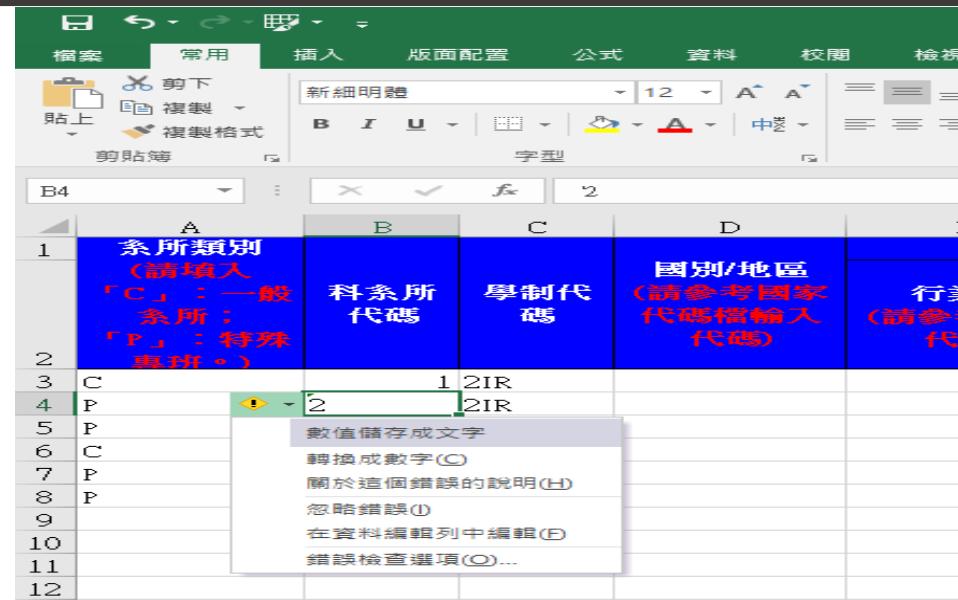 檔案 常用 插入 版面配置 公式 資料 校閱 檢視
貼上 剪下
複製
複製格式
剪貼簿
新細明體 12 A A
B I U A 中
字型
B4 fx '2
A B C D
1 系所類別
(請填入
「C」:一般
系所;
「P」:特殊
專班。)
科系所
代碼
學制代
碼
國別/地區
(請參考國家
代碼檔輸入
代碼)
2
3 C 1 2IR
4 P 2 2IR
5 P
6 C
7 P
8 P
9
10
11
12
數值儲存成文字
轉換成數字(C)
關於這個錯誤的說明(H)
忽略錯誤(I)
在資料編輯列中編輯(F)
錯誤檢查選項(O)...